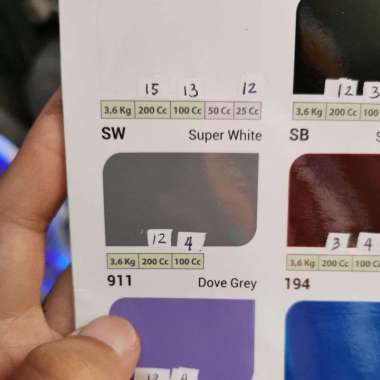 15 13 12 12 3
3,6 Kg 200 Cc 100 Cc 50 Cc 25 Cc 3,6 Kg 200 Cc 100
SW Super White SB S
12 4 3 4
3,6 Kg 200 Cc 100 Cc 3,6 Kg 200 Cc 100 Cc
911 Dove Grey 194